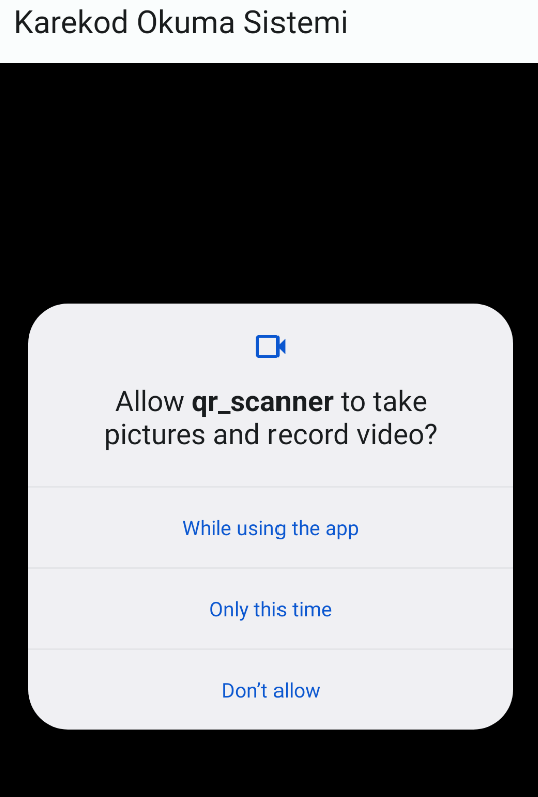 Karekod Okuma Sistemi
Allow qr_scanner to take
pictures and record video?
While using the app
Only this time
Don’t allow